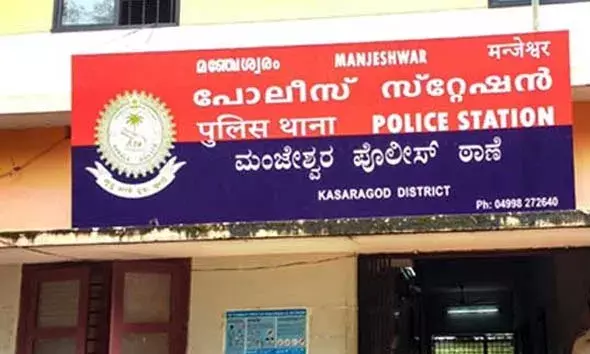 മഞ്ചേശ്വരം MANJESHWAR मन्जेश्वर
പോലീസ് സ്റ്റേഷൻ
पुलिस थाना POLICE STATION
ಮಂಜೇಶ್ವರ ಪೊಲೀಸ್ ಠಾಣೆ
KASARAGOD DISTRICT
Ph: 04998 272640